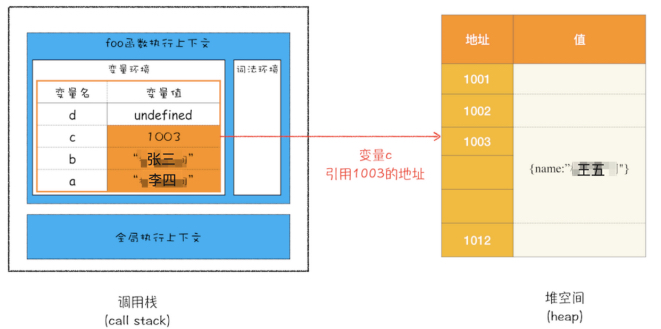 foo函数执行上下文
变量环境
词法环境
变量名 变量值
d undefined
c 1003
b “张三”
a “李四”
全局执行上下文
调用栈
(call stack)
变量c
引用1003的地址
地址 值
1001
1002
1003
{name:”王五"}
1012
堆空间
(heap)